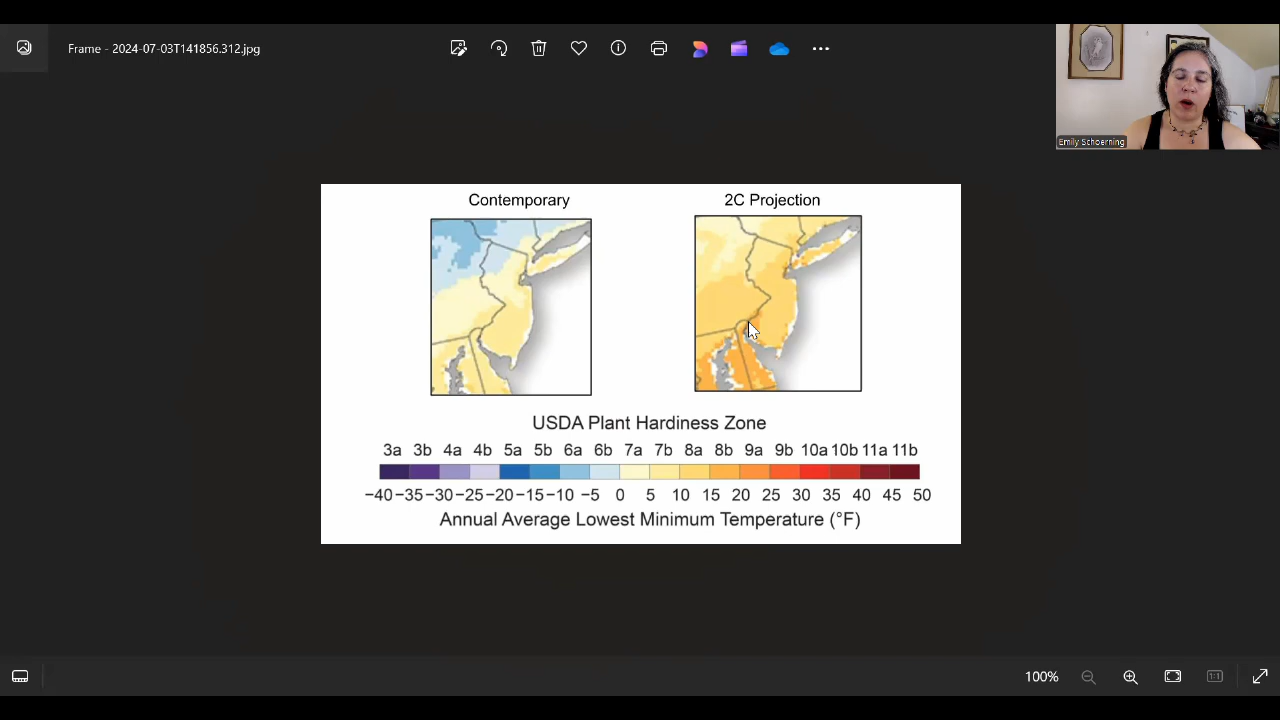 Frame - 2024-07-03T141856.312.jpg
Emily Schoerning
Contemporary
2C Projection
USDA Plant Hardiness Zone
3a 3b 4a 4b 5a 5b 6a 6b 7a 7b 8a 8b 9a 9b 10a 10b 11a 11b
−40 −35 −30 −25 −20 −15 −10 −5 0 5 10 15 20 25 30 35 40 45 50
Annual Average Lowest Minimum Temperature (°F)
100%
1:1